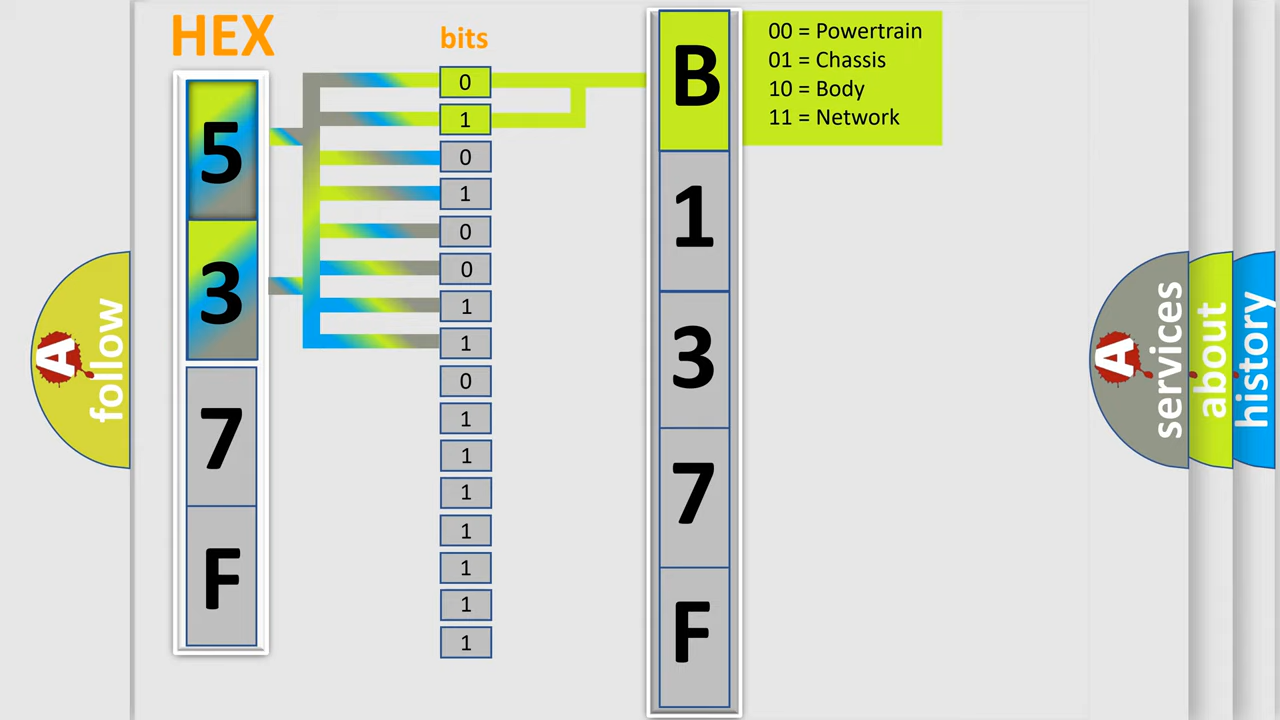 HEX
bits
5
3
7
F
0
1
0
1
0
0
1
1
0
1
1
1
1
1
1
1
B
1
3
7
F
00 = Powertrain
01 = Chassis
10 = Body
11 = Network
A
follow
A
services
about
history